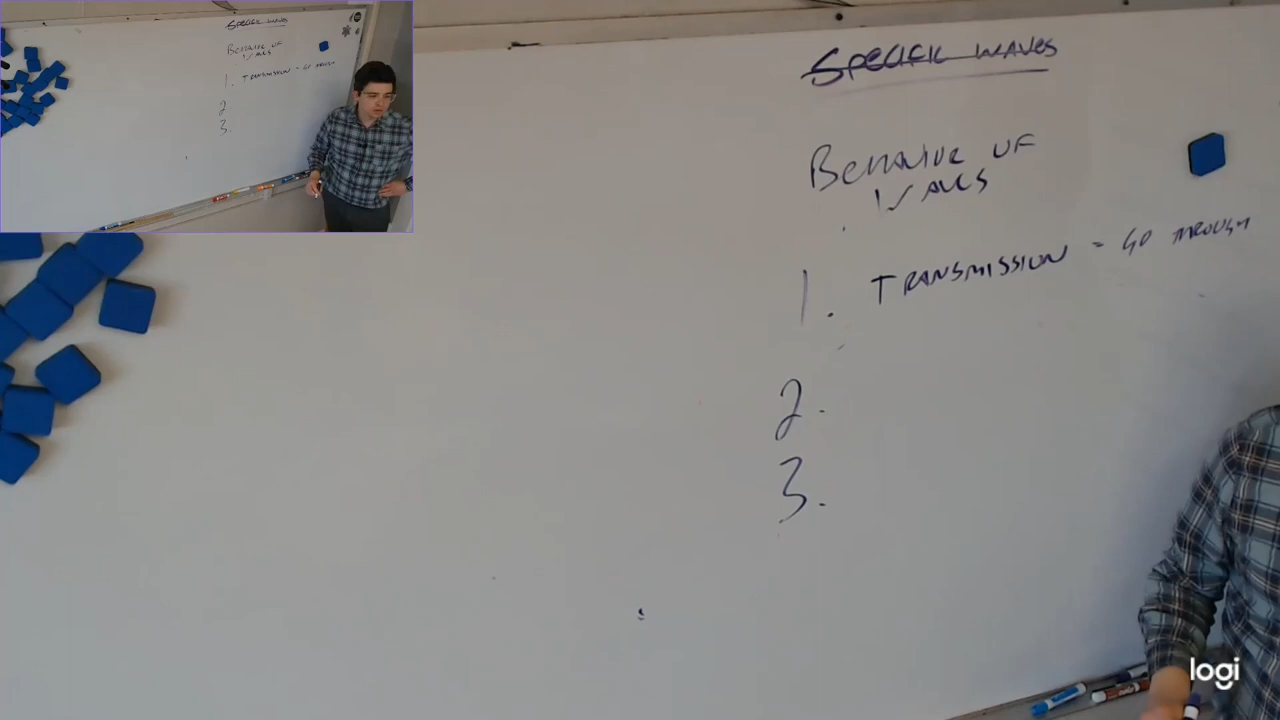 SPECIFIC WAVES
BEHAVIOR OF
WAVES
1. TRANSMISSION = GO THROUGH
2.
3.
logi